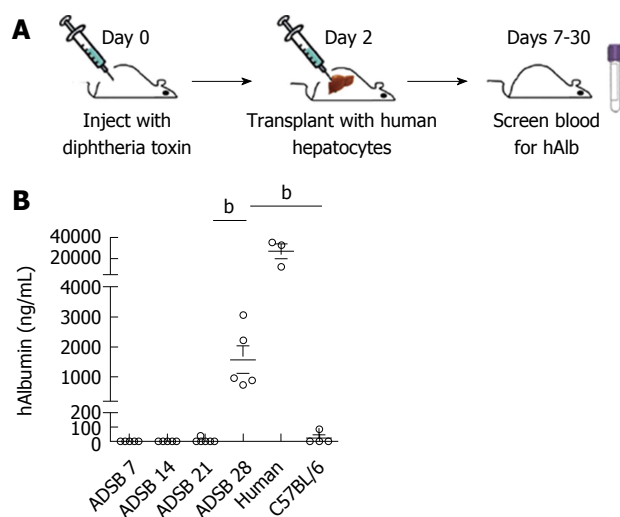 A
Day 0
Day 2
Days 7-30
Inject with
diphtheria toxin
Transplant with human
hepatocytes
Screen blood
for hAlb
B
b
b
hAlbumin (ng/mL)
40000
20000
4000
3000
2000
1000
200
100
0
ADSB 7
ADSB 14
ADSB 21
ADSB 28
Human
C57BL/6